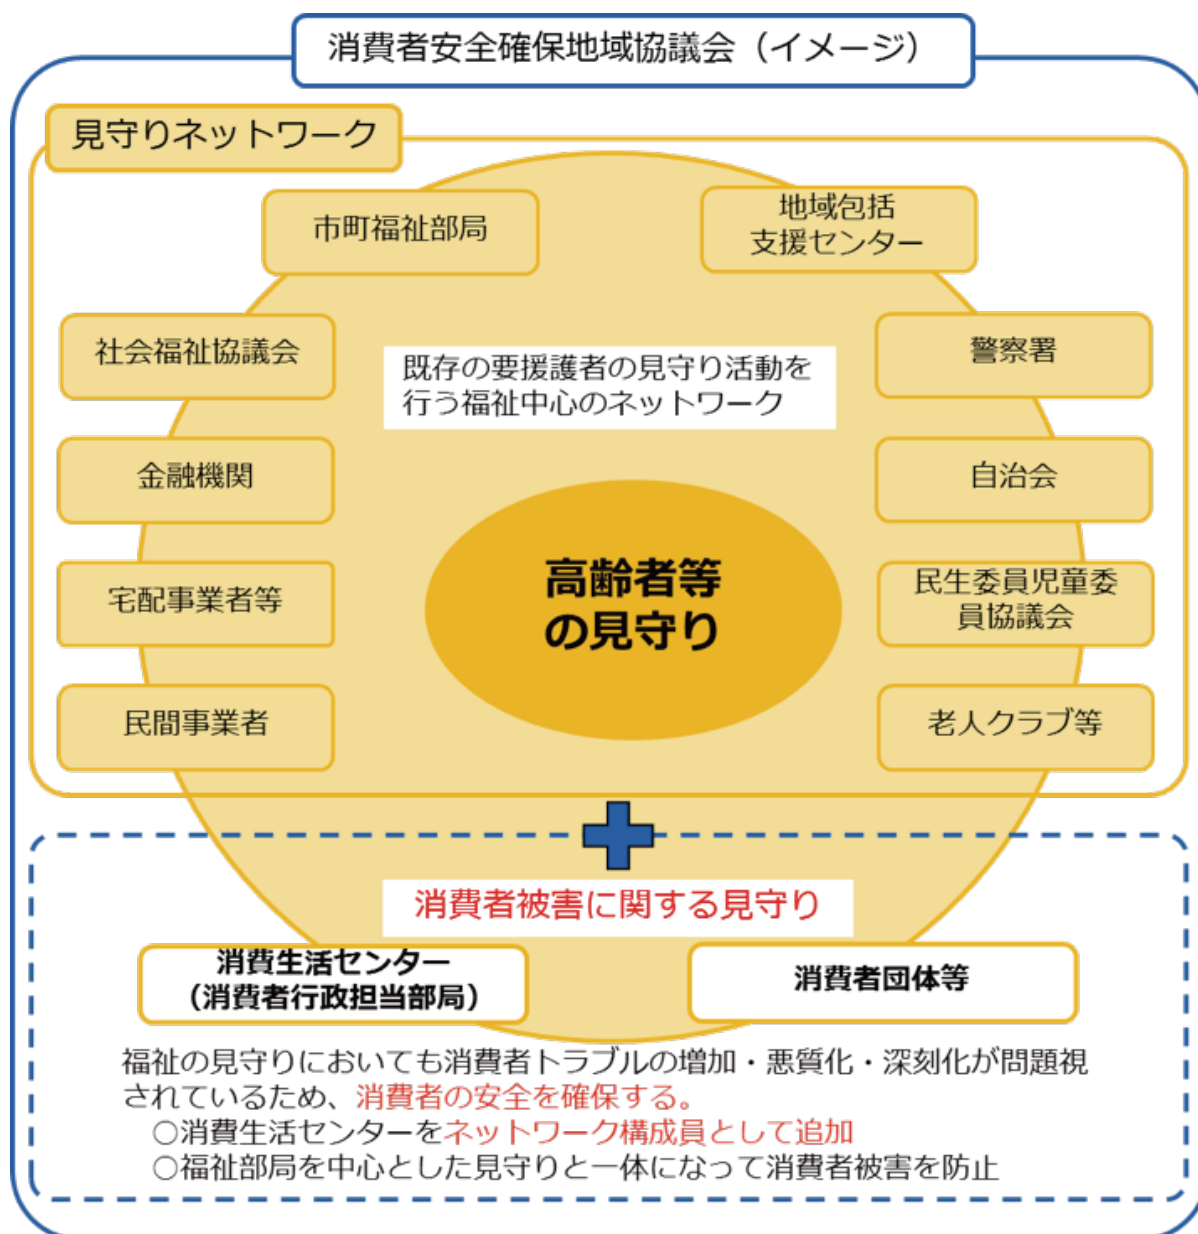 消費者安全確保地域協議会（イメージ）
見守りネットワーク
市町福祉部局
地域包括
支援センター
社会福祉協議会
警察署
既存の要援護者の見守り活動を
行う福祉中心のネットワーク
金融機関
自治会
高齢者等
の見守り
宅配事業者等
民生委員児童委
員協議会
民間事業者
老人クラブ等
消費者被害に関する見守り
消費生活センター
（消費者行政担当部局）
消費者団体等
福祉の見守りにおいても消費者トラブルの増加・悪質化・深刻化が問題視
されているため、消費者の安全を確保する。
○消費生活センターをネットワーク構成員として追加
○福祉部局を中心とした見守りと一体になって消費者被害を防止